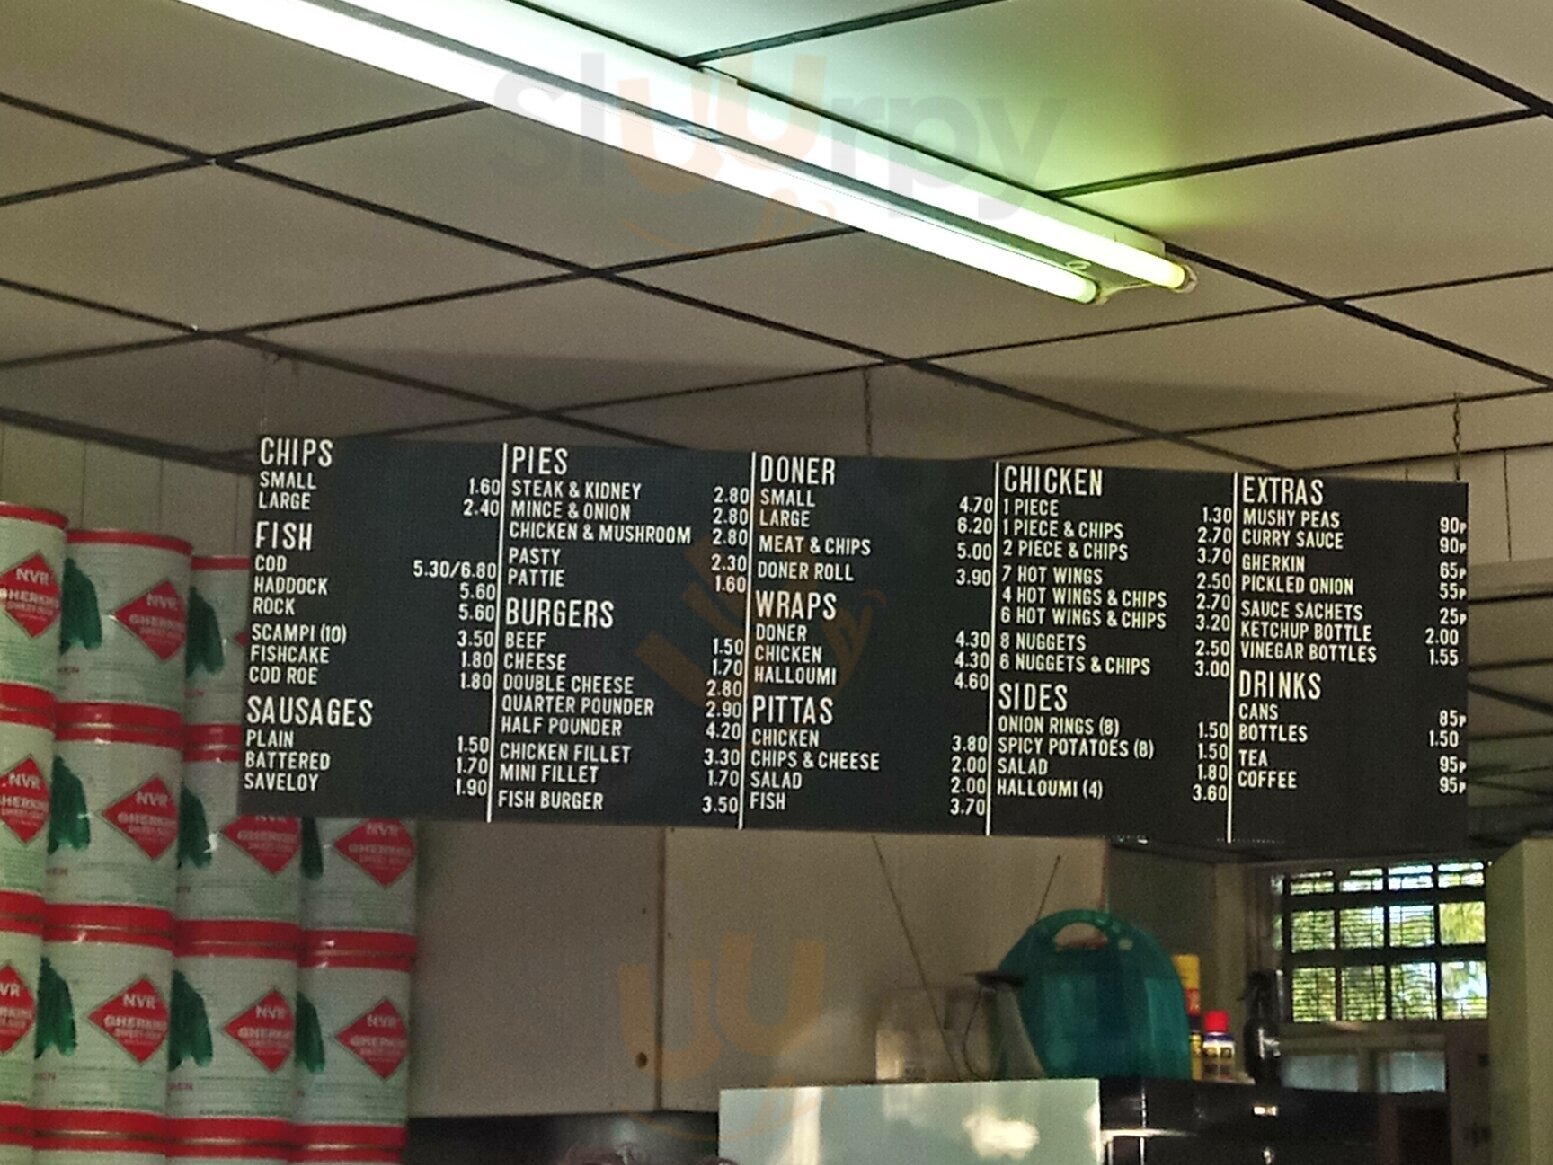 CHIPS
SMALL 1.60
LARGE 2.40
FISH
COD 5.30/6.80
HADDOCK 5.60
ROCK 5.60
SCAMPI (10) 3.50
FISHCAKE 1.80
COD ROE 1.80
SAUSAGES
PLAIN 1.50
BATTERED 1.70
SAVELOY 1.90
PIES
STEAK & KIDNEY 2.80
MINCE & ONION 2.80
CHICKEN & MUSHROOM 2.80
PASTY 2.30
PATTIE 1.60
BURGERS
BEEF 1.50
CHEESE 1.70
DOUBLE CHEESE 2.80
QUARTER POUNDER 2.90
HALF POUNDER 4.20
CHICKEN FILLET 3.30
MINI FILLET 1.70
FISH BURGER 3.50
DONER
SMALL 4.70
LARGE 6.20
MEAT & CHIPS 5.00
DONER ROLL 3.90
WRAPS
DONER 4.30
CHICKEN 4.30
HALLOUMI 4.60
PITTAS
CHICKEN 3.80
CHIPS & CHEESE 2.00
SALAD 2.00
FISH 3.70
CHICKEN
1 PIECE 1.30
1 PIECE & CHIPS 2.70
2 PIECE & CHIPS 3.70
7 HOT WINGS 2.50
4 HOT WINGS & CHIPS 2.70
6 HOT WINGS & CHIPS 3.20
8 NUGGETS 2.50
6 NUGGETS & CHIPS 3.00
SIDES
ONION RINGS (8) 1.50
SPICY POTATOES (8) 1.50
SALAD 1.80
HALLOUMI (4) 3.60
EXTRAS
MUSHY PEAS 90P
CURRY SAUCE 90P
GHERKIN 65P
PICKLED ONION 55P
SAUCE SACHETS 25P
KETCHUP BOTTLE 2.00
VINEGAR BOTTLES 1.55
DRINKS
CANS 85P
BOTTLES 1.50
TEA 95P
COFFEE 95P
Sluurpy
NVR
GHERKINS
NVR
GHERKINS
NVR
GHERKINS
NVR
GHERKINS